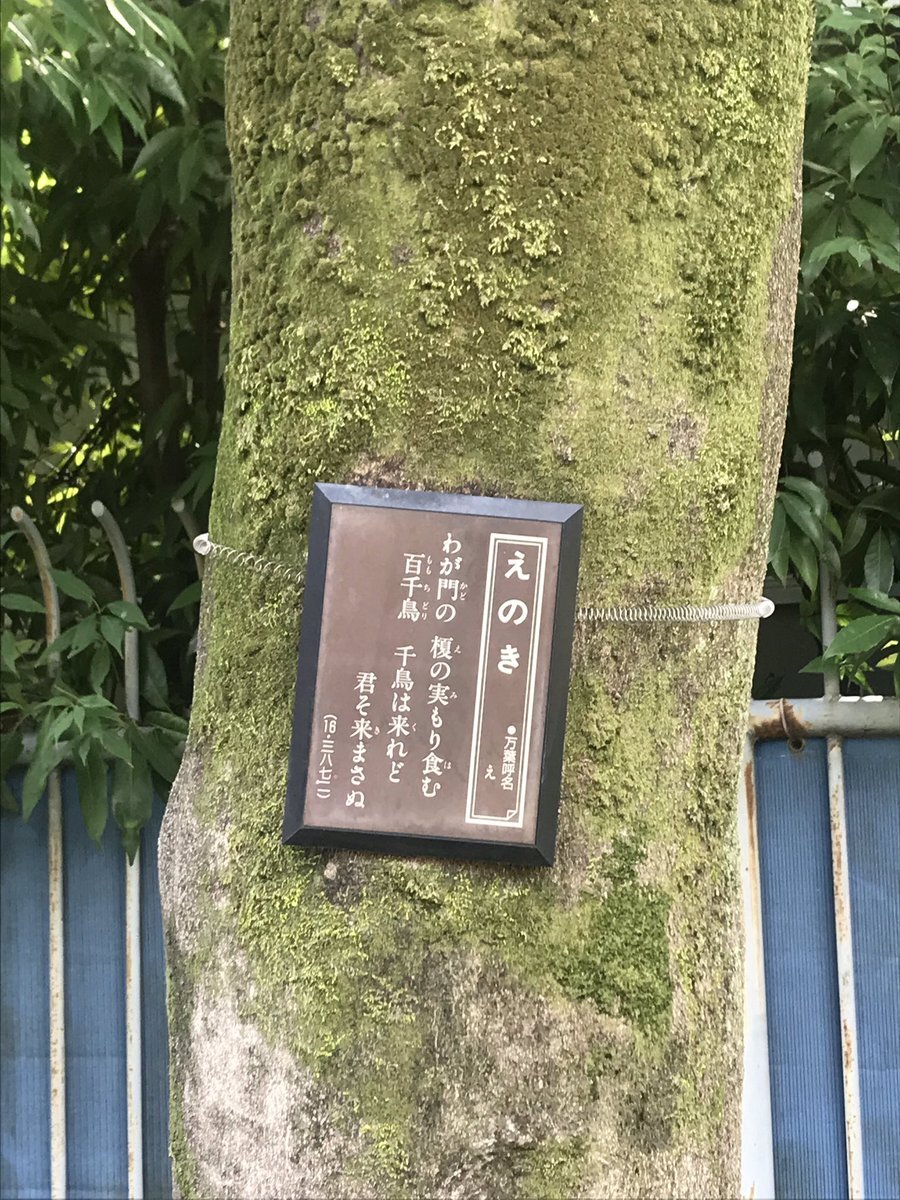 えのき
●万葉呼名
え
わが門の 榎の実もり食む
百千鳥 千鳥は来れど
君そ来まさぬ
(16・三八七二)